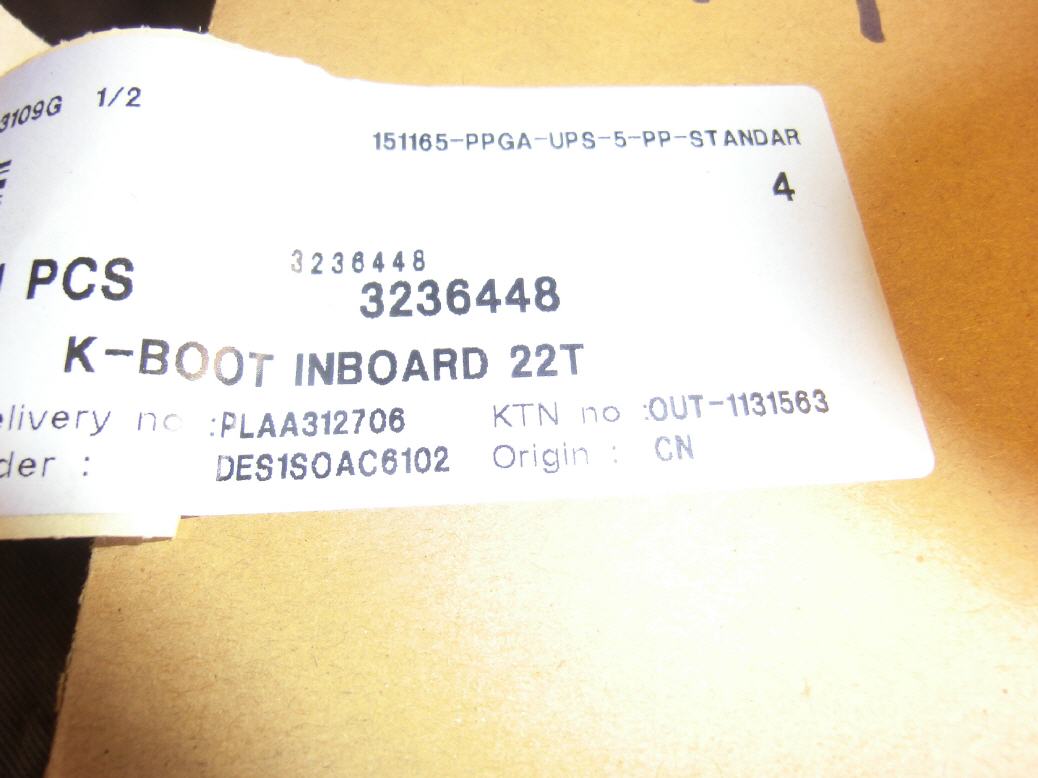 3109G 1/2
151165-PPGA-UPS-5-PP-STANDAR
4
PCS
3236448
3236448
K-BOOT INBOARD 22T
elivery no :PLAA312706 KTN no :OUT-1131563
der : DES1SOAC6102 Origin : CN